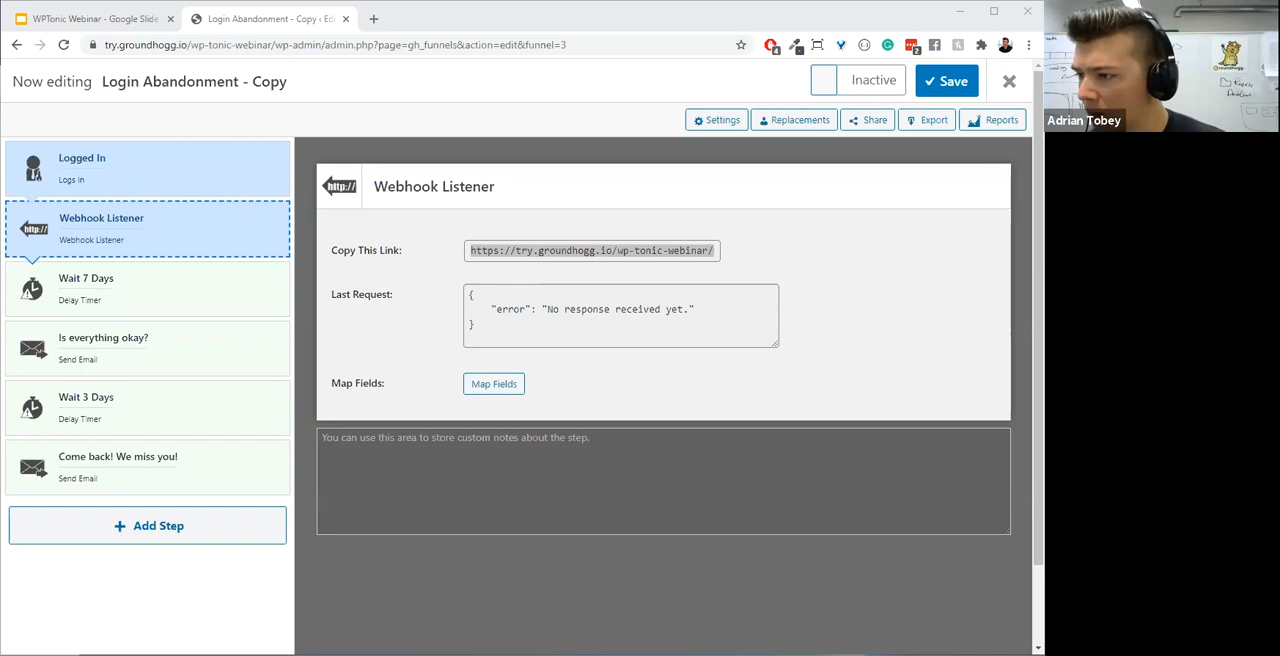 WPTonic Webinar - Google Slide
Login Abandonment - Copy ‹ Edi
try.groundhogg.io/wp-tonic-webinar/wp-admin/admin.php?page=gh_funnels&action=edit&funnel=3
Now editing Login Abandonment - Copy
Inactive
Save
Settings
Replacements
Share
Export
Reports
Adrian Tobey
Logged In
Logs In
http://
Webhook Listener
Webhook Listener
Wait 7 Days
Delay Timer
Is everything okay?
Send Email
Wait 3 Days
Delay Timer
Come back! We miss you!
Send Email
Add Step
http://
Webhook Listener
Copy This Link:
https://try.groundhogg.io/wp-tonic-webinar/
Last Request:
{
"error": "No response received yet."
}
Map Fields:
Map Fields
You can use this area to store custom notes about the step.